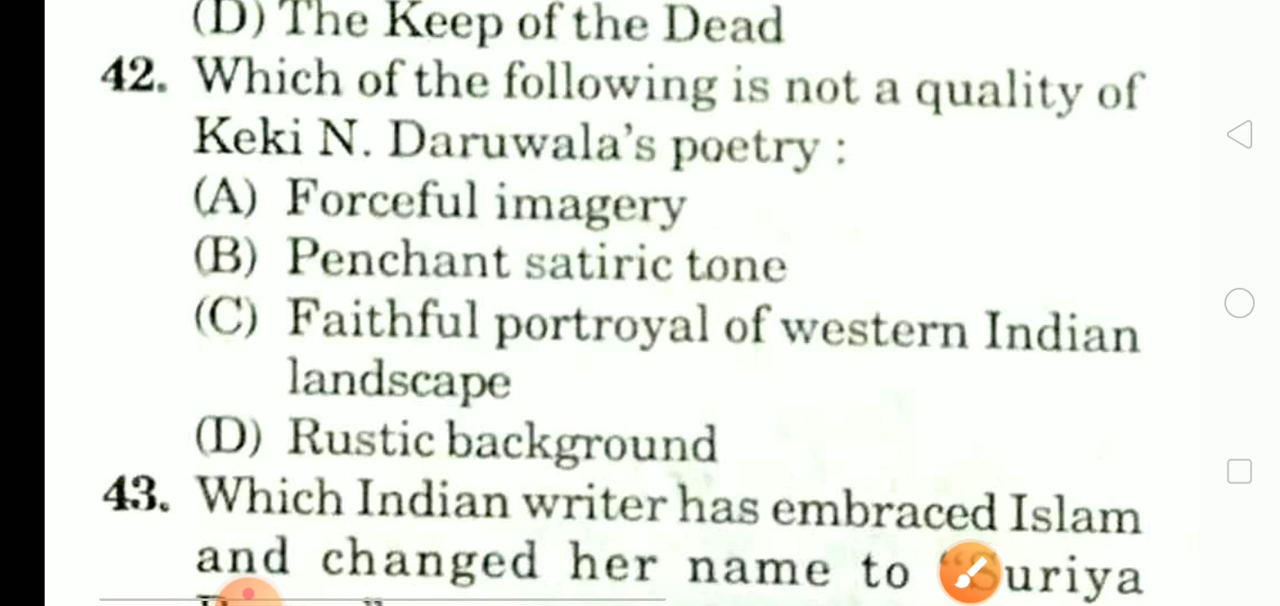 (D) The Keep of the Dead
42. Which of the following is not a quality of
Keki N. Daruwala's poetry :
(A) Forceful imagery
(B) Penchant satiric tone
(C) Faithful portroyal of western Indian
landscape
(D) Rustic background
43. Which Indian writer has embraced Islam
and changed her name to "Suriya